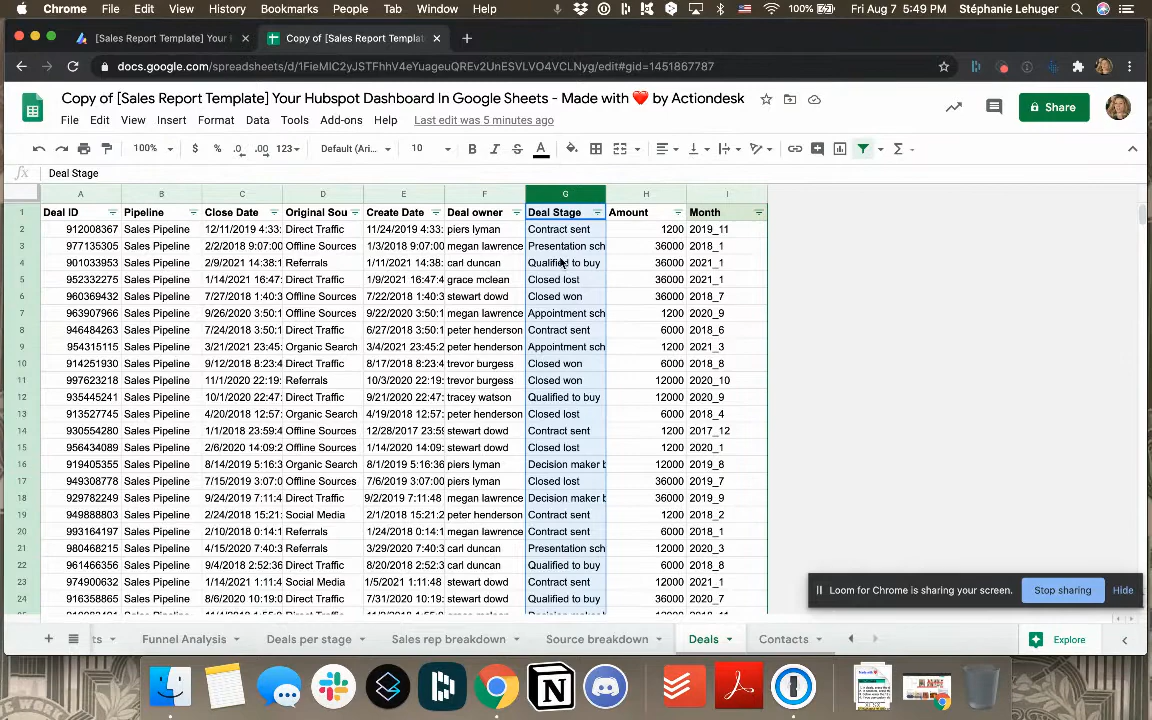 Chrome File Edit View History Bookmarks People Tab Window Help 100% Fri Aug 7 5:49 PM Stéphanie Lehuger
[Sales Report Template] Your H
Copy of [Sales Report Templat
docs.google.com/spreadsheets/d/1FieMIC2yJSTFhhV4eYuageuQREv2UnESVLVO4VCLNyg/edit#gid=1451867787
Copy of [Sales Report Template] Your Hubspot Dashboard In Google Sheets - Made with ❤️ by Actiondesk
Share
File Edit View Insert Format Data Tools Add-ons Help Last edit was 5 minutes ago
100% $ % .0 .00 123 Default (Ari... 10 B I S A
fx Deal Stage
A B C D E F G H I
1 Deal ID Pipeline Close Date Original Sou Create Date Deal owner Deal Stage Amount Month
2 912008367 Sales Pipeline 12/11/2019 4:33: Direct Traffic 11/24/2019 4:33: piers lyman Contract sent 1200 2019_11
3 977135305 Sales Pipeline 2/2/2018 9:07:00 Offline Sources 1/3/2018 9:07:00 megan lawrence Presentation sch 36000 2018_1
4 901033953 Sales Pipeline 2/9/2021 14:38:1 Referrals 1/11/2021 14:38: carl duncan Qualified to buy 36000 2021_1
5 952332275 Sales Pipeline 1/14/2021 16:47: Direct Traffic 1/9/2021 16:47:4 grace mclean Closed lost 36000 2021_1
6 960369432 Sales Pipeline 7/27/2018 1:40:3 Offline Sources 7/22/2018 1:40:3 stewart dowd Closed won 36000 2018_7
7 963907966 Sales Pipeline 9/26/2020 3:50:1 Offline Sources 9/22/2020 3:50:1 megan lawrence Appointment sch 1200 2020_9
8 946484263 Sales Pipeline 7/24/2018 3:50:1 Direct Traffic 6/27/2018 3:50:1 peter henderson Contract sent 6000 2018_6
9 954315115 Sales Pipeline 3/21/2021 23:45: Organic Search 3/4/2021 23:45:2 peter henderson Appointment sch 1200 2021_3
10 914251930 Sales Pipeline 9/12/2018 8:23:4 Direct Traffic 8/17/2018 8:23:4 trevor burgess Closed won 6000 2018_8
11 997623218 Sales Pipeline 11/1/2020 22:19: Referrals 10/3/2020 22:19: trevor burgess Closed won 12000 2020_10
12 935445241 Sales Pipeline 10/1/2020 22:47: Direct Traffic 9/21/2020 22:47: tracey watson Qualified to buy 12000 2020_9
13 913527745 Sales Pipeline 4/20/2018 12:57: Organic Search 4/19/2018 12:57: peter henderson Closed lost 6000 2018_4
14 930554280 Sales Pipeline 1/1/2018 23:59:4 Offline Sources 12/28/2017 23:59 stewart dowd Contract sent 1200 2017_12
15 956434089 Sales Pipeline 2/6/2020 14:09:2 Offline Sources 1/14/2020 14:09: stewart dowd Closed lost 1200 2020_1
16 919405355 Sales Pipeline 8/14/2019 5:16:3 Organic Search 8/1/2019 5:16:36 piers lyman Decision maker b 12000 2019_8
17 949308778 Sales Pipeline 7/15/2019 3:07:0 Offline Sources 7/6/2019 3:07:00 piers lyman Closed lost 36000 2019_7
18 929782249 Sales Pipeline 9/24/2019 7:11:4 Direct Traffic 9/2/2019 7:11:48 megan lawrence Decision maker b 36000 2019_9
19 949888803 Sales Pipeline 2/24/2018 15:21: Social Media 2/1/2018 15:21:2 peter henderson Contract sent 1200 2018_2
20 993164197 Sales Pipeline 2/10/2018 0:14:1 Referrals 1/24/2018 0:14:1 megan lawrence Contract sent 6000 2018_1
21 980468215 Sales Pipeline 4/15/2020 7:40:3 Referrals 3/29/2020 7:40:3 carl duncan Presentation sch 12000 2020_3
22 961466356 Sales Pipeline 9/4/2018 2:52:36 Direct Traffic 8/20/2018 2:52:3 carl duncan Qualified to buy 6000 2018_8
23 974900632 Sales Pipeline 1/14/2021 1:11:4 Social Media 1/5/2021 1:11:48 stewart dowd Contract sent 12000 2021_1
24 916358865 Sales Pipeline 8/6/2020 10:19:0 Direct Traffic 7/31/2020 10:19: stewart dowd Qualified to buy 6000 2020_7
Loom for Chrome is sharing your screen. Stop sharing Hide
ts Funnel Analysis Deals per stage Sales rep breakdown Source breakdown Deals Contacts Explore